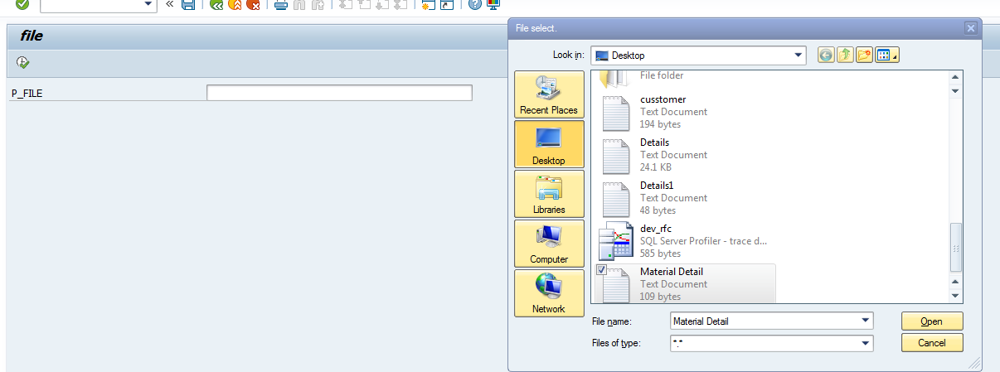 file
P_FILE
File select.
Look in:
Desktop
Recent Places
Desktop
Libraries
Computer
Network
File folder
cusstomer
Text Document
194 bytes
Details
Text Document
24.1 KB
Details1
Text Document
48 bytes
dev_rfc
SQL Server Profiler - trace d...
585 bytes
Material Detail
Text Document
109 bytes
File name:
Material Detail
Open
Files of type:
*.*
Cancel